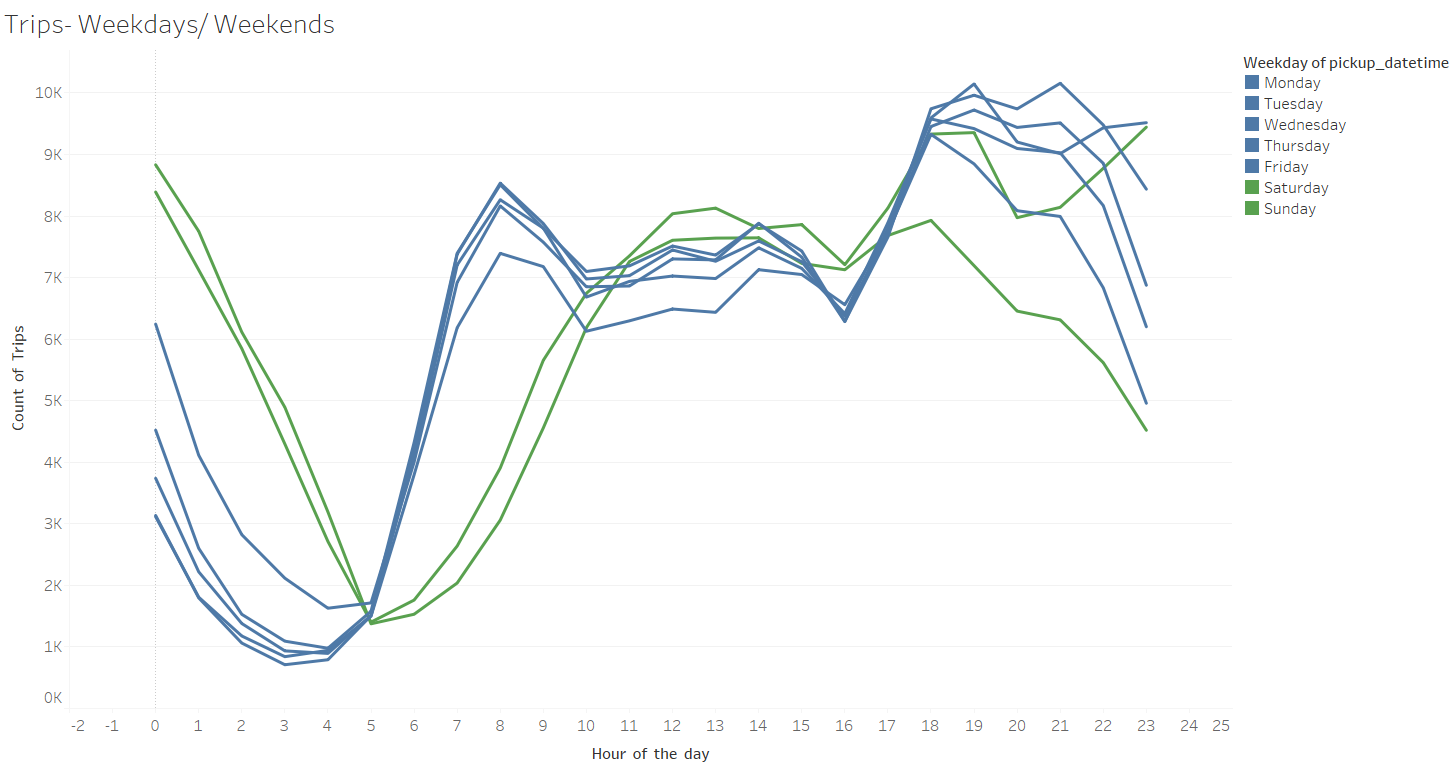 Trips- Weekdays/ Weekends
Weekday of pickup_datetime
Monday
Tuesday
Wednesday
Thursday
Friday
Saturday
Sunday
10K
9K
8K
7K
6K
5K
4K
3K
2K
1K
0K
Count of Trips
-2 -1 0 1 2 3 4 5 6 7 8 9 10 11 12 13 14 15 16 17 18 19 20 21 22 23 24 25
Hour of the day